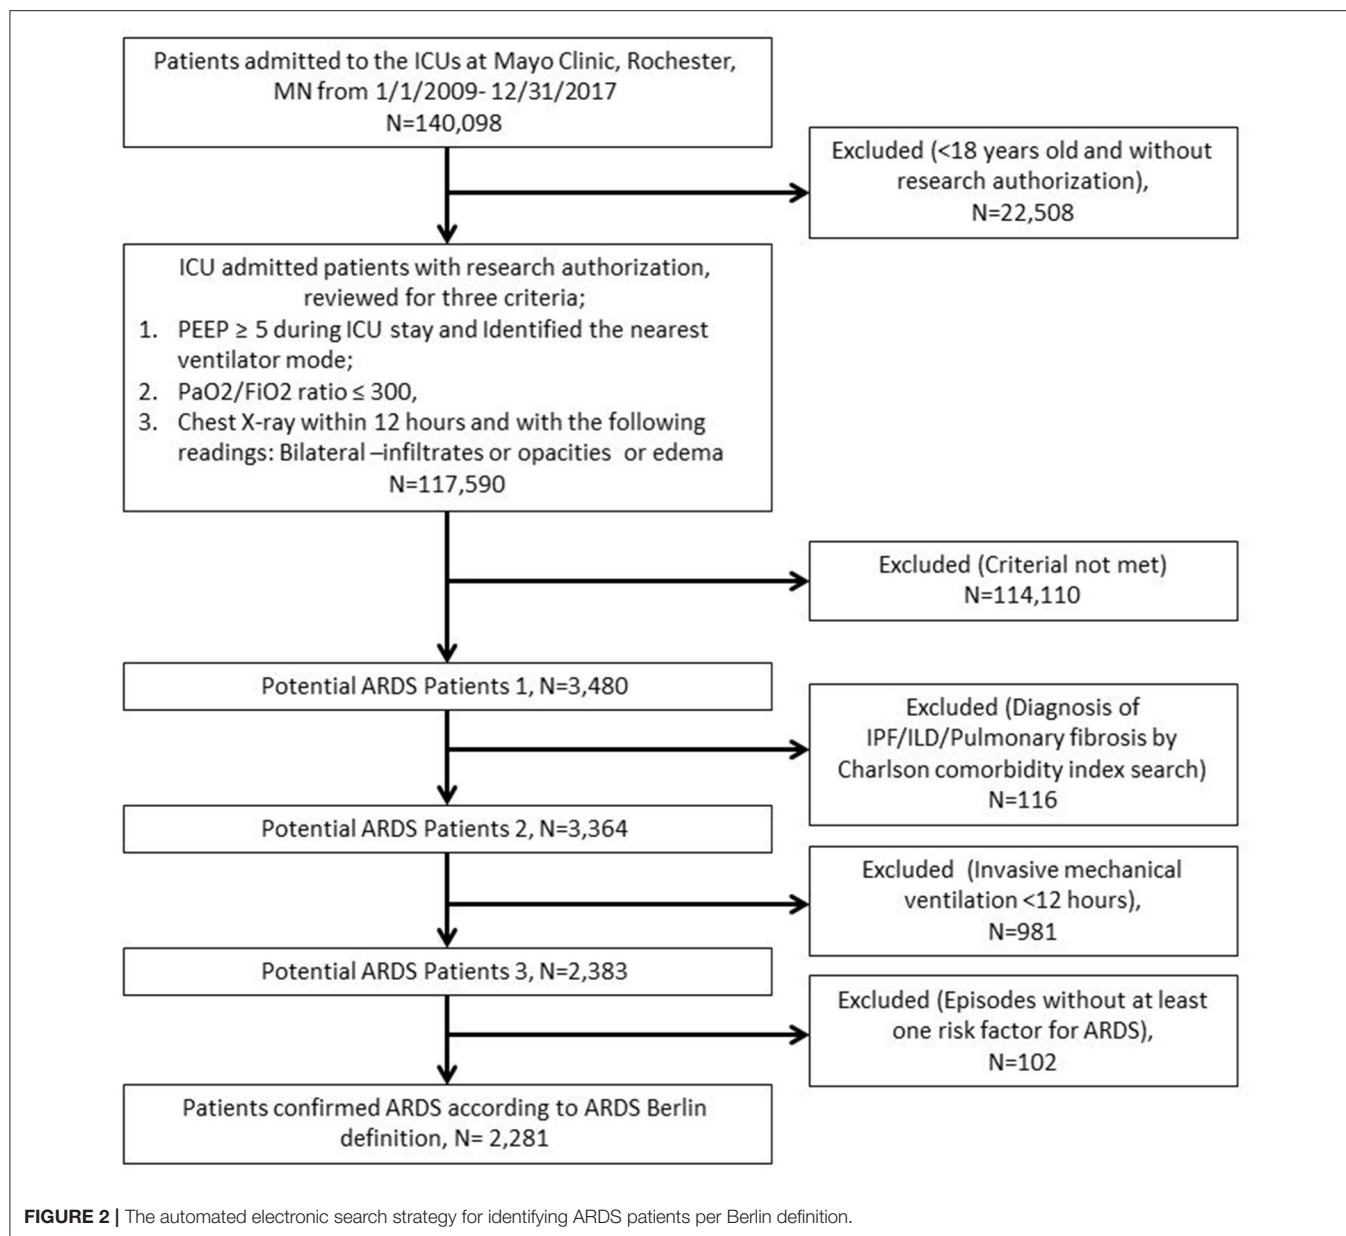 Patients admitted to the ICUs at Mayo Clinic, Rochester,
MN from 1/1/2009- 12/31/2017
N=140,098
Excluded (<18 years old and without
research authorization),
N=22,508
ICU admitted patients with research authorization,
reviewed for three criteria;
1. PEEP ≥ 5 during ICU stay and Identified the nearest
ventilator mode;
2. PaO2/FiO2 ratio ≤ 300,
3. Chest X-ray within 12 hours and with the following
readings: Bilateral –infiltrates or opacities or edema
N=117,590
Excluded (Criterial not met)
N=114,110
Potential ARDS Patients 1, N=3,480
Excluded (Diagnosis of
IPF/ILD/Pulmonary fibrosis by
Charlson comorbidity index search)
N=116
Potential ARDS Patients 2, N=3,364
Excluded (Invasive mechanical
ventilation <12 hours),
N=981
Potential ARDS Patients 3, N=2,383
Excluded (Episodes without at least
one risk factor for ARDS),
N=102
Patients confirmed ARDS according to ARDS Berlin
definition, N= 2,281
FIGURE 2 | The automated electronic search strategy for identifying ARDS patients per Berlin definition.